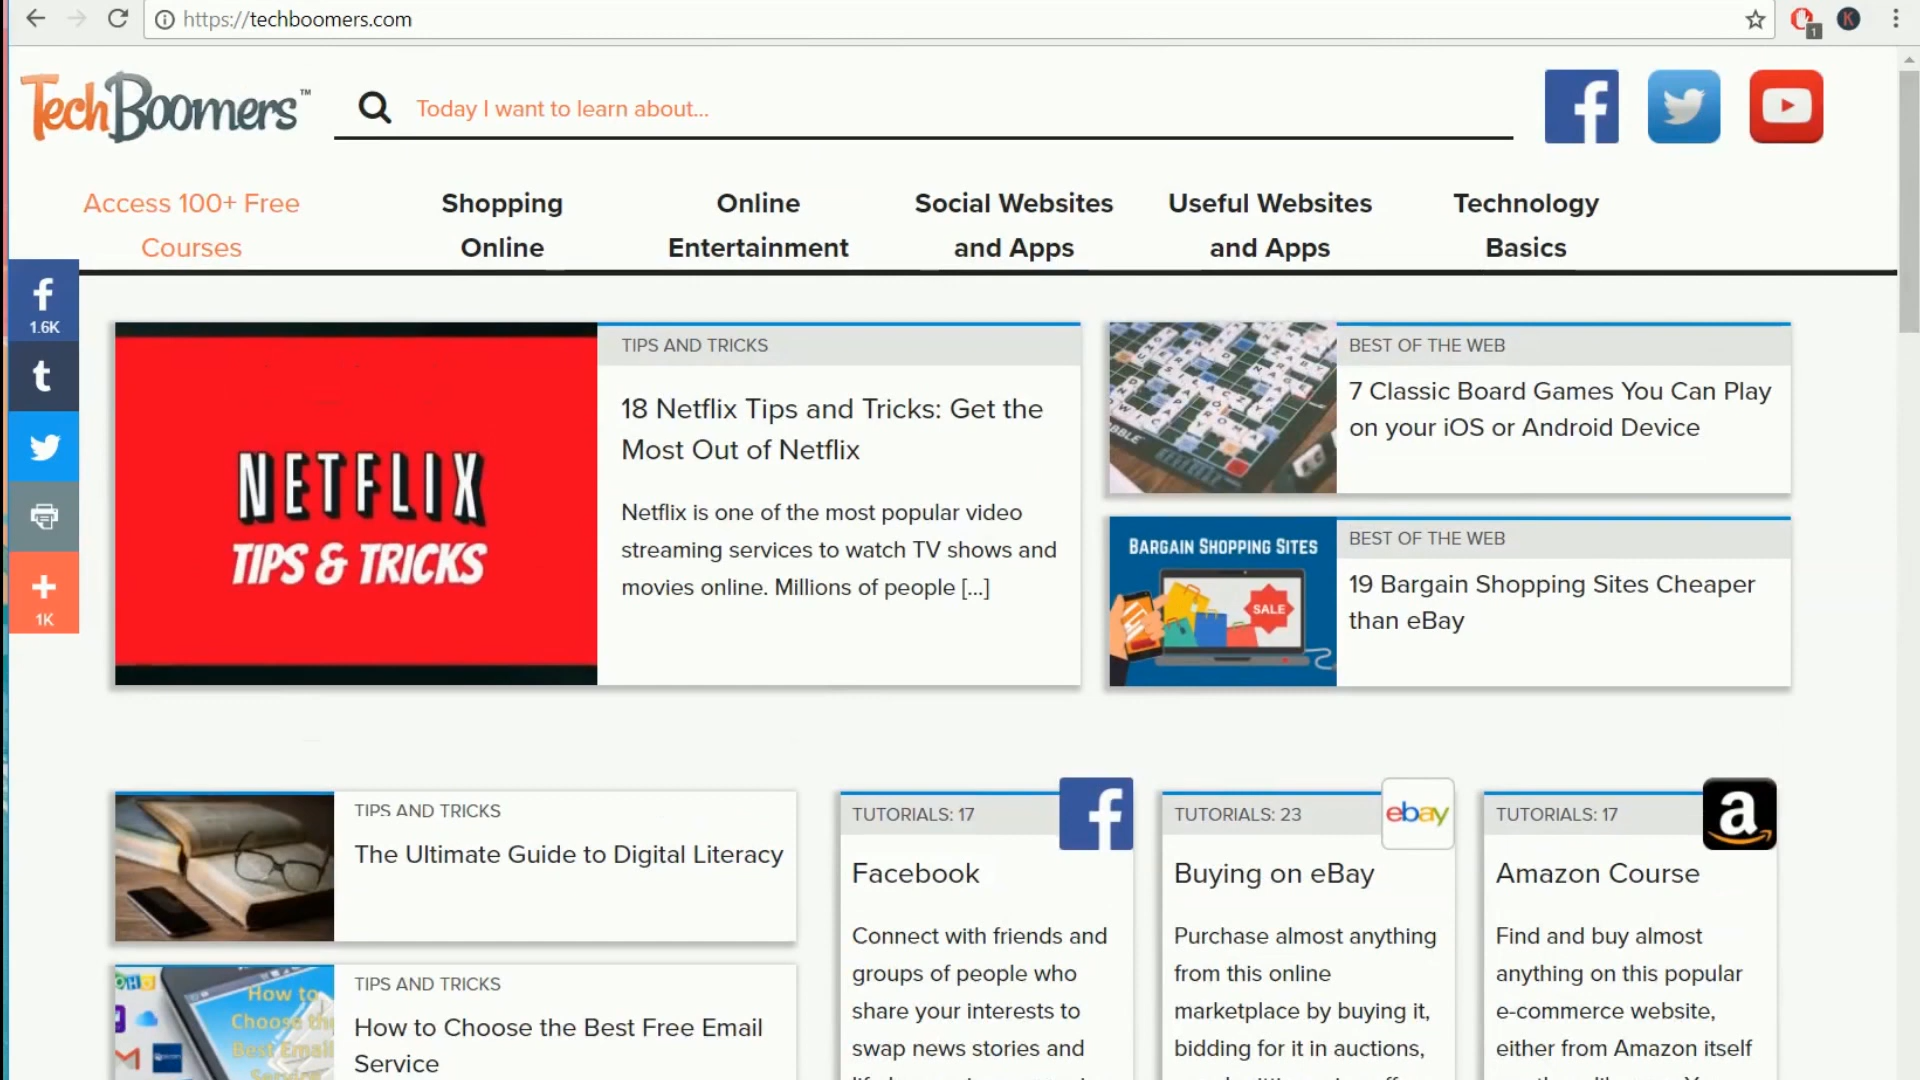 https://techboomers.com
1
K
TechBoomers™
Today I want to learn about...
Access 100+ Free
Courses
Shopping
Online
Online
Entertainment
Social Websites
and Apps
Useful Websites
and Apps
Technology
Basics
1.6K
1K
NETFLIX
TIPS & TRICKS
TIPS AND TRICKS
18 Netflix Tips and Tricks: Get the
Most Out of Netflix
Netflix is one of the most popular video
streaming services to watch TV shows and
movies online. Millions of people [...]
BEST OF THE WEB
7 Classic Board Games You Can Play
on your iOS or Android Device
BARGAIN SHOPPING SITES
SALE
BEST OF THE WEB
19 Bargain Shopping Sites Cheaper
than eBay
TIPS AND TRICKS
The Ultimate Guide to Digital Literacy
How to
Choose the
Best Email
Service
TIPS AND TRICKS
How to Choose the Best Free Email
Service
TUTORIALS: 17
Facebook
Connect with friends and
groups of people who
share your interests to
swap news stories and
TUTORIALS: 23
ebay
Buying on eBay
Purchase almost anything
from this online
marketplace by buying it,
bidding for it in auctions,
TUTORIALS: 17
Amazon Course
Find and buy almost
anything on this popular
e-commerce website,
either from Amazon itself